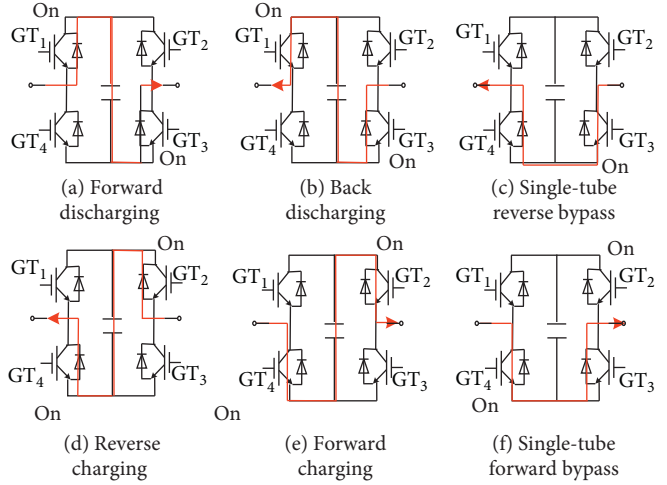 On
GT1
GT2
GT4
GT3
On
(a) Forward
discharging
On
GT1
GT2
GT4
GT3
On
(b) Back
discharging
GT1
GT2
GT4
GT3
On
(c) Single-tube
reverse bypass
On
GT1
GT2
GT4
GT3
On
(d) Reverse
charging
On
GT1
GT2
GT4
GT3
On
(e) Forward
charging
On
GT1
GT2
GT4
GT3
On
(f) Single-tube
forward bypass